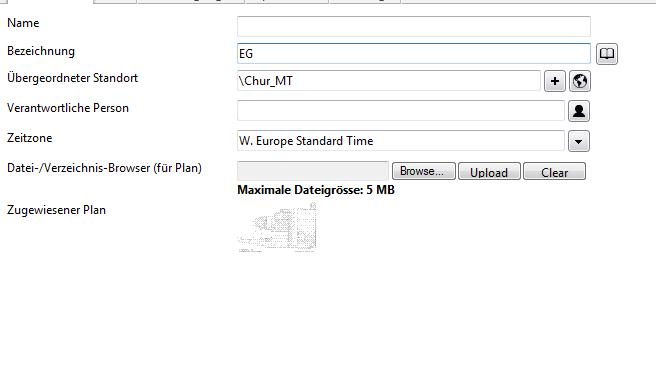 Name
Bezeichnung EG
Übergeordneter Standort \Chur_MT
Verantwortliche Person
Zeitzone W. Europe Standard Time
Datei-/Verzeichnis-Browser (für Plan) Browse... Upload Clear
Maximale Dateigrösse: 5 MB
Zugewiesener Plan